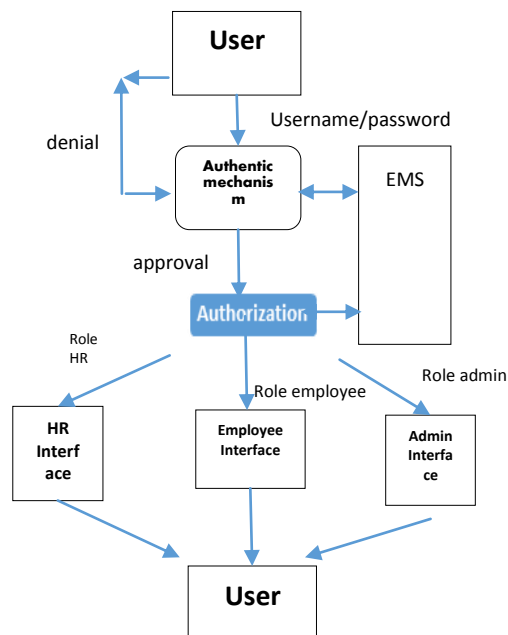 User
Username/password
denial
Authentic
mechanis
m
EMS
approval
Authorization
Role
HR
Role employee
Role admin
HR
Interf
ace
Employee
Interface
Admin
Interfa
ce
User